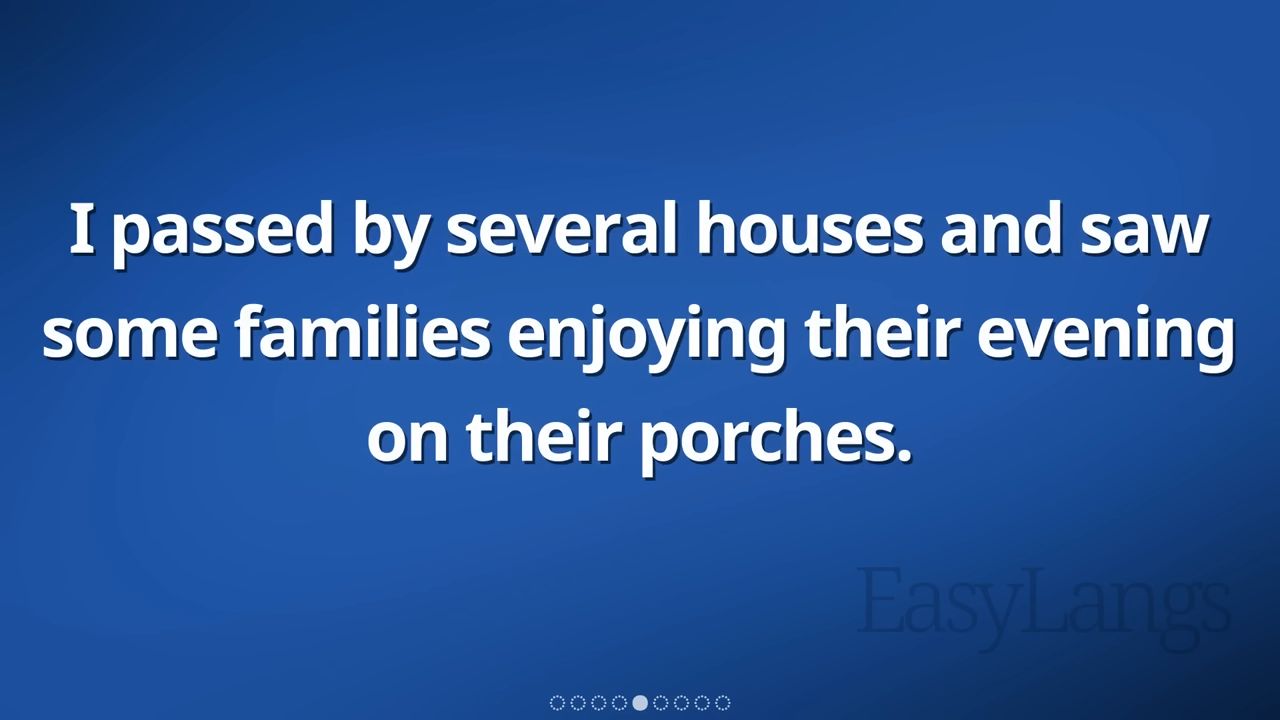 I passed by several houses and saw
some families enjoying their evening
on their porches.
EasyLangs